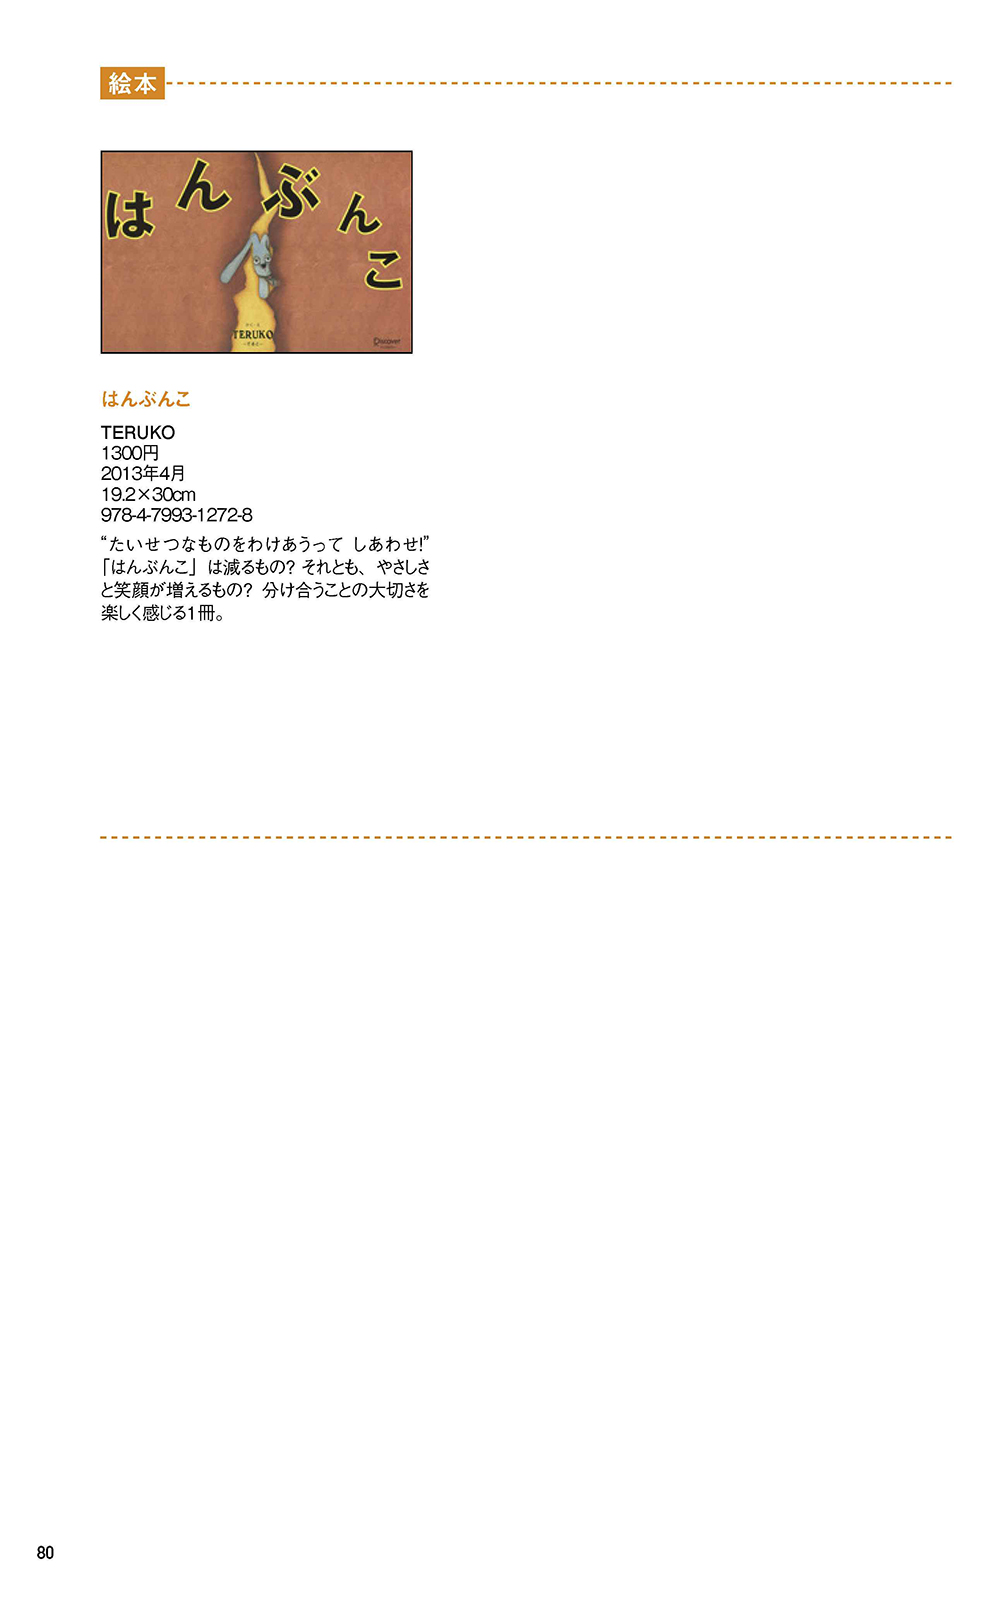 絵本
はんぶんこ
TERUKO
Discover
はんぶんこ
TERUKO
1300円
2013年4月
19.2×30cm
978-4-7993-1272-8
“たいせつなものをわけあうって しあわせ!”
「はんぶんこ」は減るもの? それとも、やさしさ
と笑顔が増えるもの? 分け合うことの大切さを
楽しく感じる1冊。
80